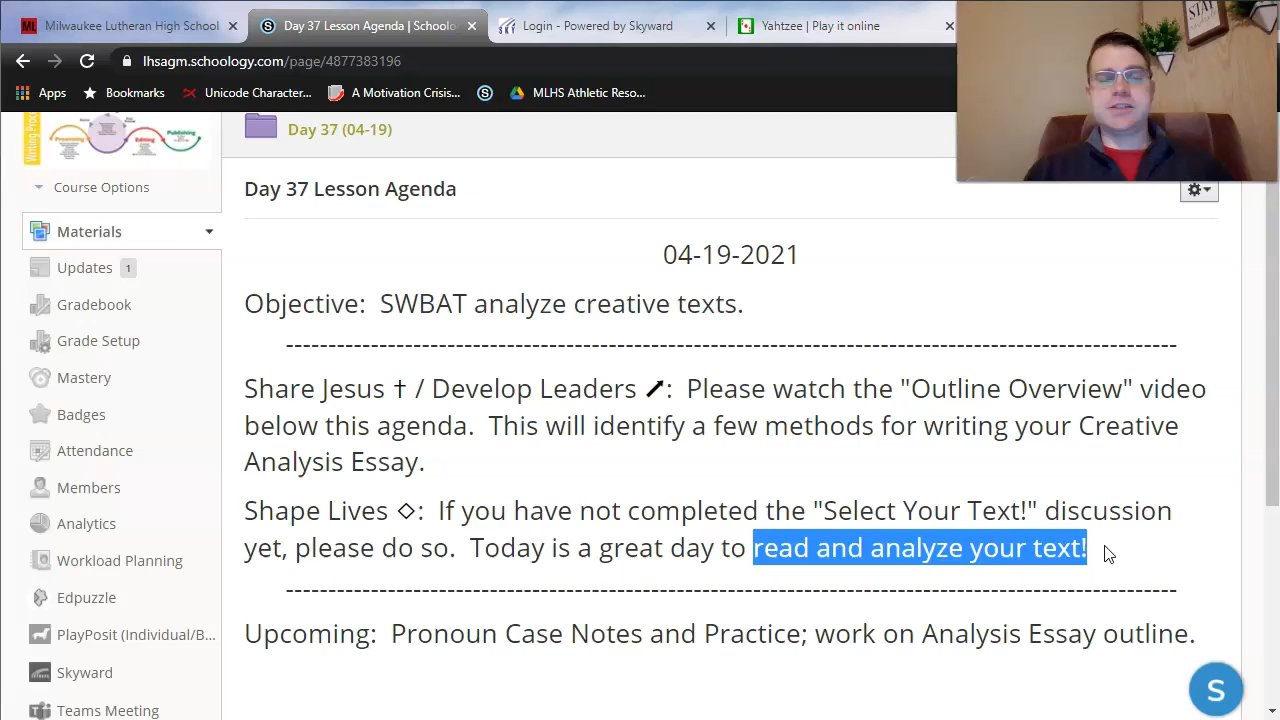 Milwaukee Lutheran High School
Day 37 Lesson Agenda | Schoolo
Login - Powered by Skyward
Yahtzee | Play it online
lhsagm.schoology.com/page/4877383196
Apps
Bookmarks
Unicode Character...
A Motivation Crisis...
MLHS Athletic Reso...
STAY
Day 37 (04-19)
Course Options
Day 37 Lesson Agenda
Materials
Updates 1
Gradebook
Grade Setup
Mastery
Badges
Attendance
Members
Analytics
Workload Planning
Edpuzzle
PlayPosit (Individual/B...
Skyward
Teams Meeting
04-19-2021
Objective: SWBAT analyze creative texts.
Share Jesus † / Develop Leaders ➚: Please watch the "Outline Overview" video
below this agenda. This will identify a few methods for writing your Creative
Analysis Essay.
Shape Lives ◇: If you have not completed the "Select Your Text!" discussion
yet, please do so. Today is a great day to read and analyze your text!
Upcoming: Pronoun Case Notes and Practice; work on Analysis Essay outline.
S